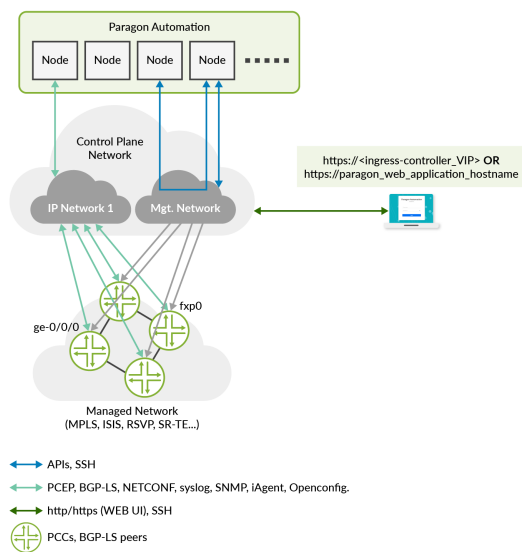 Paragon Automation
Node Node Node Node
Control Plane
Network
IP Network 1
Mgt. Network
https://<ingress-controller_VIP> OR
https://paragon_web_application_hostname
fxp0
ge-0/0/0
Managed Network
(MPLS, ISIS, RSVP, SR-TE...)
APIs, SSH
PCEP, BGP-LS, NETCONF, syslog, SNMP, iAgent, Openconfig.
http/https (WEB UI), SSH
PCCs, BGP-LS peers